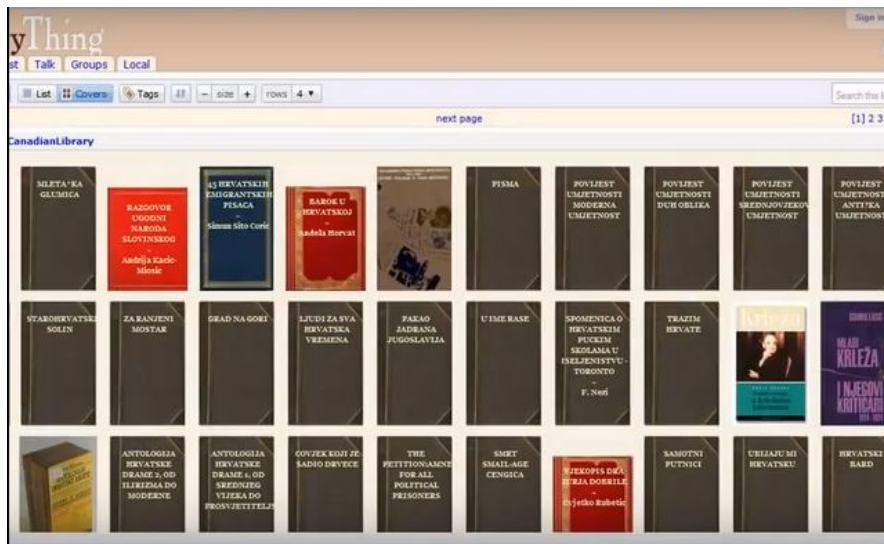 Sign in
yThing
st Talk Groups Local
List Covers Tags - size + rows 4 ▼
Search this li
next page
[1] 2 3
CanadianLibrary
MLETA*KA
GLUMICA
RAZGOVOR
UGODNI
NARODA
SLOVINSKOG
~
Andrija Kacic-
Miosic
45 HRVATSKIH
EMIGRANTSKIH
PISACA
~
Simun Sito Coric
BAROK U
HRVATSKOJ
~
Andela Horvat
PISMA
POVIJEST
UMJETNOSTI
MODERNA
UMJETNOST
POVIJEST
UMJETNOSTI
DUH OBLIKA
POVIJEST
UMJETNOSTI
SREDNJOVJEKOV
UMJETNOST
POVIJEST
UMJETNOSTI
ANTI*KA
UMJETNOST
STAROHRVATSKI
SOLIN
ZA RANJENI
MOSTAR
GRAD NA GORI
LJUDI ZA SVA
HRVATSKA
VREMENA
PAKAO
JADRANA
JUGOSLAVIJA
U IME RASE
SPOMENICA O
HRVATSKIM
PUCKIM
SKOLAMA U
ISELJENISTVU -
TORONTO
~
F. Neri
TRAZIM
HRVATE
Krleža
MLADI
KRLEŽA
I NJEGOVI
KRITIČARI
ANTOLOGIJA
HRVATSKE
DRAME 2, OD
ILIRIZMA DO
MODERNE
ANTOLOGIJA
HRVATSKE
DRAME 1, OD
SREDNJEG
VIJEKA DO
PROSVJETITELJS
COVJEK KOJI JE
SADIO DRVECE
THE
PETITION:AMNE
FOR ALL
POLITICAL
PRISONERS
SMRT
SMAIL-AGE
CENGICA
VJEKOPIS DRA
JURJA DOBRILE
~
Cvjetko Rubetic
SAMOTNI
PUTNICI
UBIJAJU MI
HRVATSKU
HRVATSKI
BARD